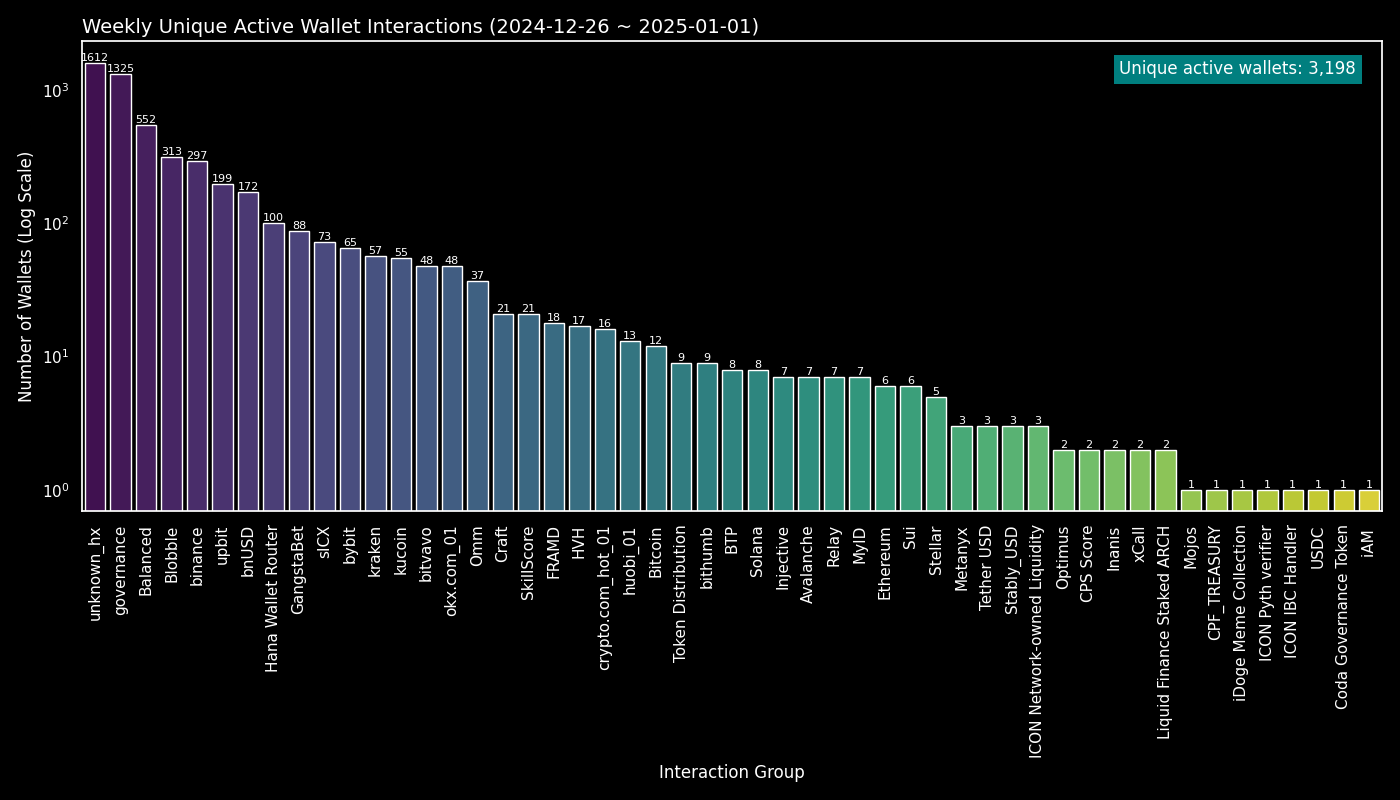 Weekly Unique Active Wallet Interactions (2024-12-26 ~ 2025-01-01)
Unique active wallets: 3,198
Number of Wallets (Log Scale)
10³
10²
10¹
10⁰
1612
1325
552
313
297
199
172
100
88
73
65
57
55
48
48
37
21
21
18
17
16
13
12
9
9
8
8
7
7
7
7
6
6
5
3
3
3
3
2
2
2
2
2
1
1
1
1
1
1
1
1
unknown_hx
governance
Balanced
Blobble
binance
upbit
bnUSD
Hana Wallet Router
GangstaBet
sICX
bybit
kraken
kucoin
bitvavo
okx.com_01
Omm
Craft
SkillScore
FRAMD
HVH
crypto.com_hot_01
huobi_01
Bitcoin
Token Distribution
bithumb
BTP
Solana
Injective
Avalanche
Relay
MyID
Ethereum
Sui
Stellar
Metanyx
Tether USD
Stably_USD
ICON Network-owned Liquidity
Optimus
CPS Score
Inanis
xCall
Liquid Finance Staked ARCH
Mojos
CPF_TREASURY
iDoge Meme Collection
ICON Pyth verifier
ICON IBC Handler
USDC
Coda Governance Token
iAM
Interaction Group